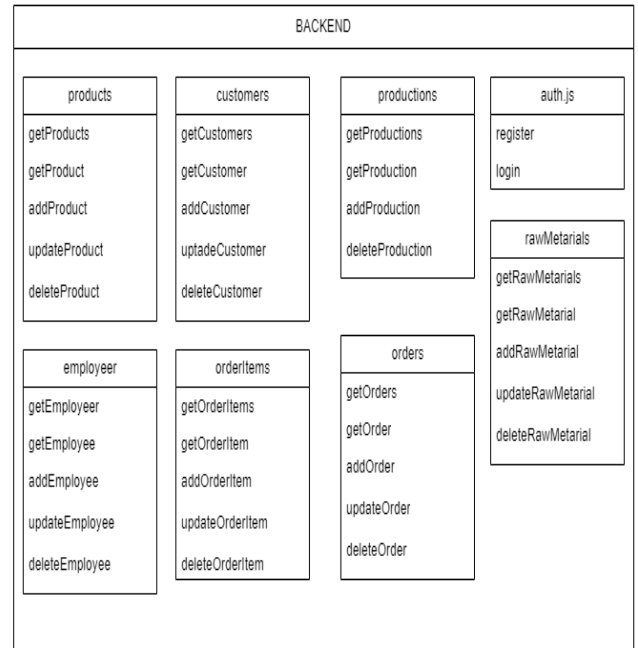 BACKEND
products
getProducts
getProduct
addProduct
updateProduct
deleteProduct
customers
getCustomers
getCustomer
addCustomer
uptadeCustomer
deleteCustomer
productions
getProductions
getProduction
addProduction
deleteProduction
auth.js
register
login
rawMetarials
getRawMetarials
getRawMetarial
addRawMetarial
updateRawMetarial
deleteRawMetarial
employeer
getEmployeer
getEmployee
addEmployee
updateEmployee
deleteEmployee
orderItems
getOrderItems
getOrderItem
addOrderItem
updateOrderItem
deleteOrderItem
orders
getOrders
getOrder
addOrder
updateOrder
deleteOrder